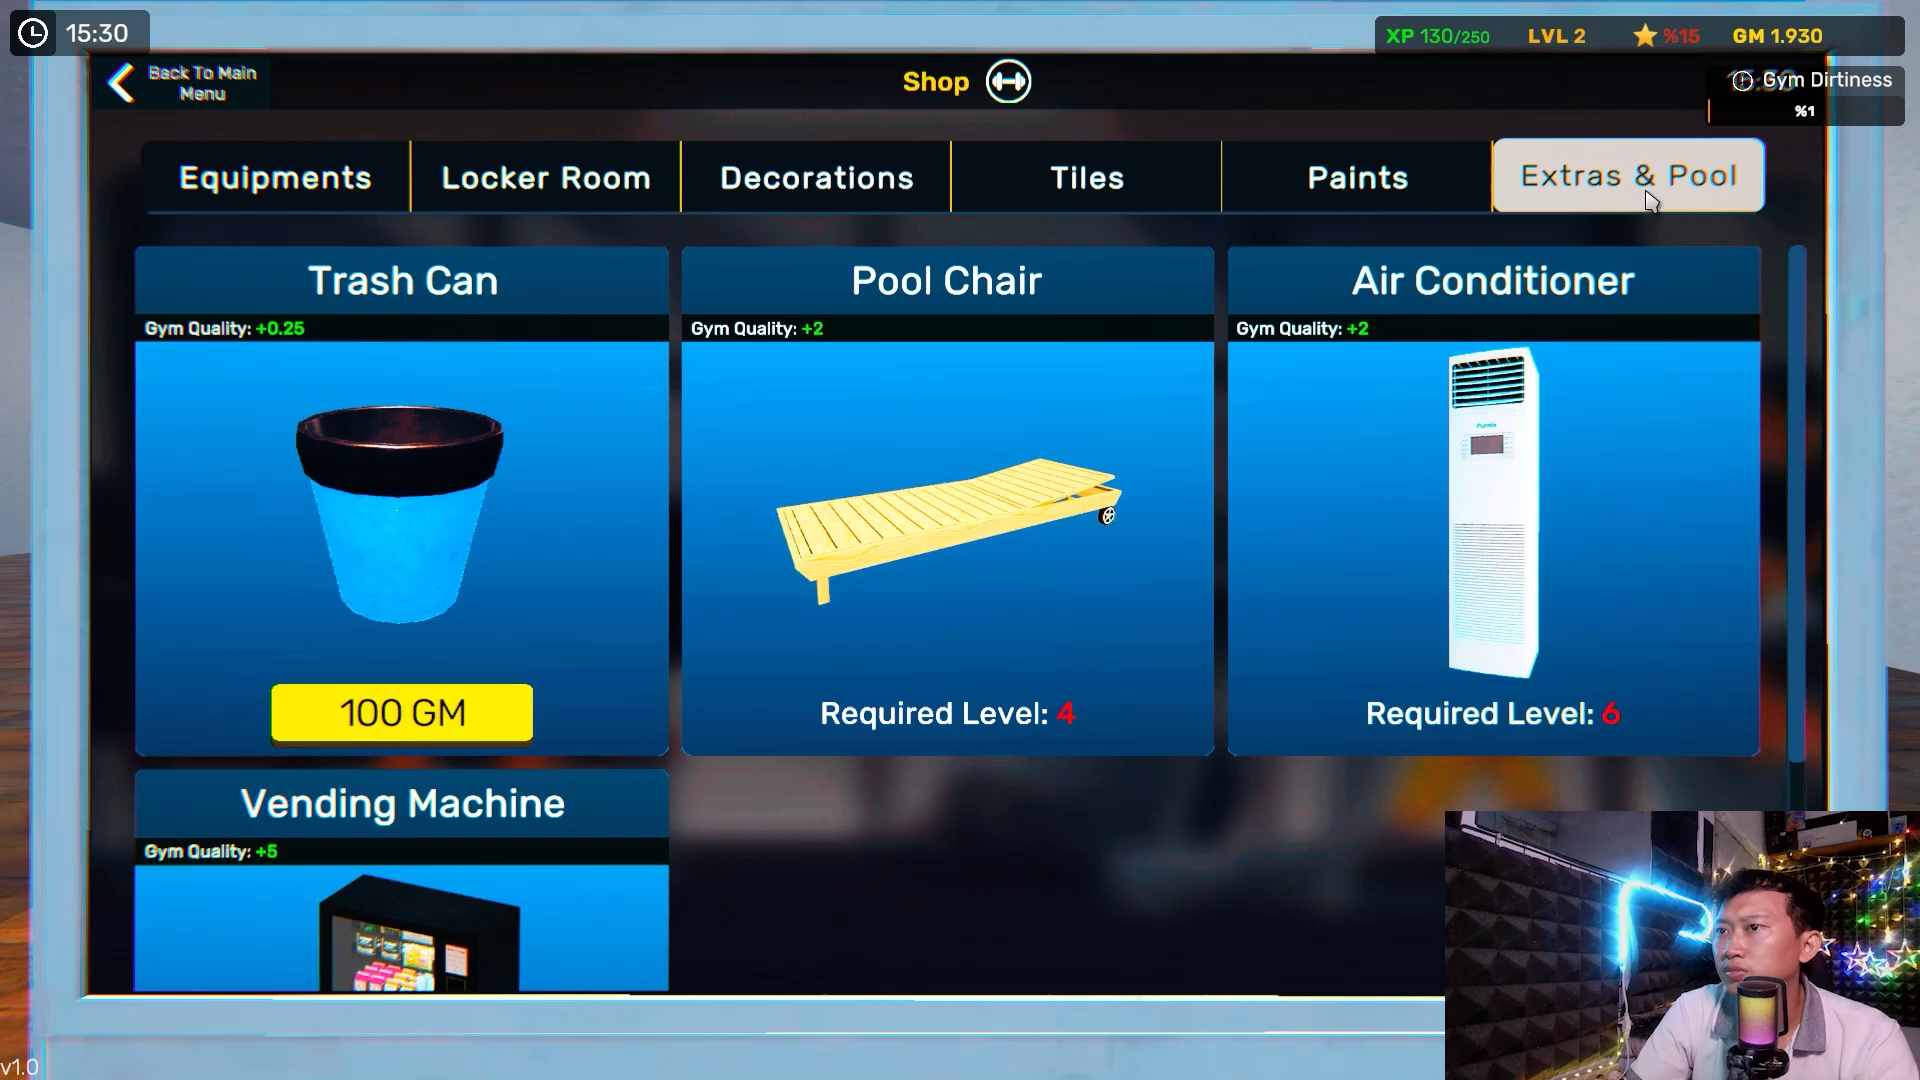 15:30
XP 130/250 LVL 2 %15 GM 1.930
Back To Main
Menu
Shop
Gym Dirtiness
%1
Equipments Locker Room Decorations Tiles Paints Extras & Pool
Trash Can Pool Chair Air Conditioner
Gym Quality: +0.25 Gym Quality: +2 Gym Quality: +2
100 GM Required Level: 4 Required Level: 6
Vending Machine
Gym Quality: +5
v1.0